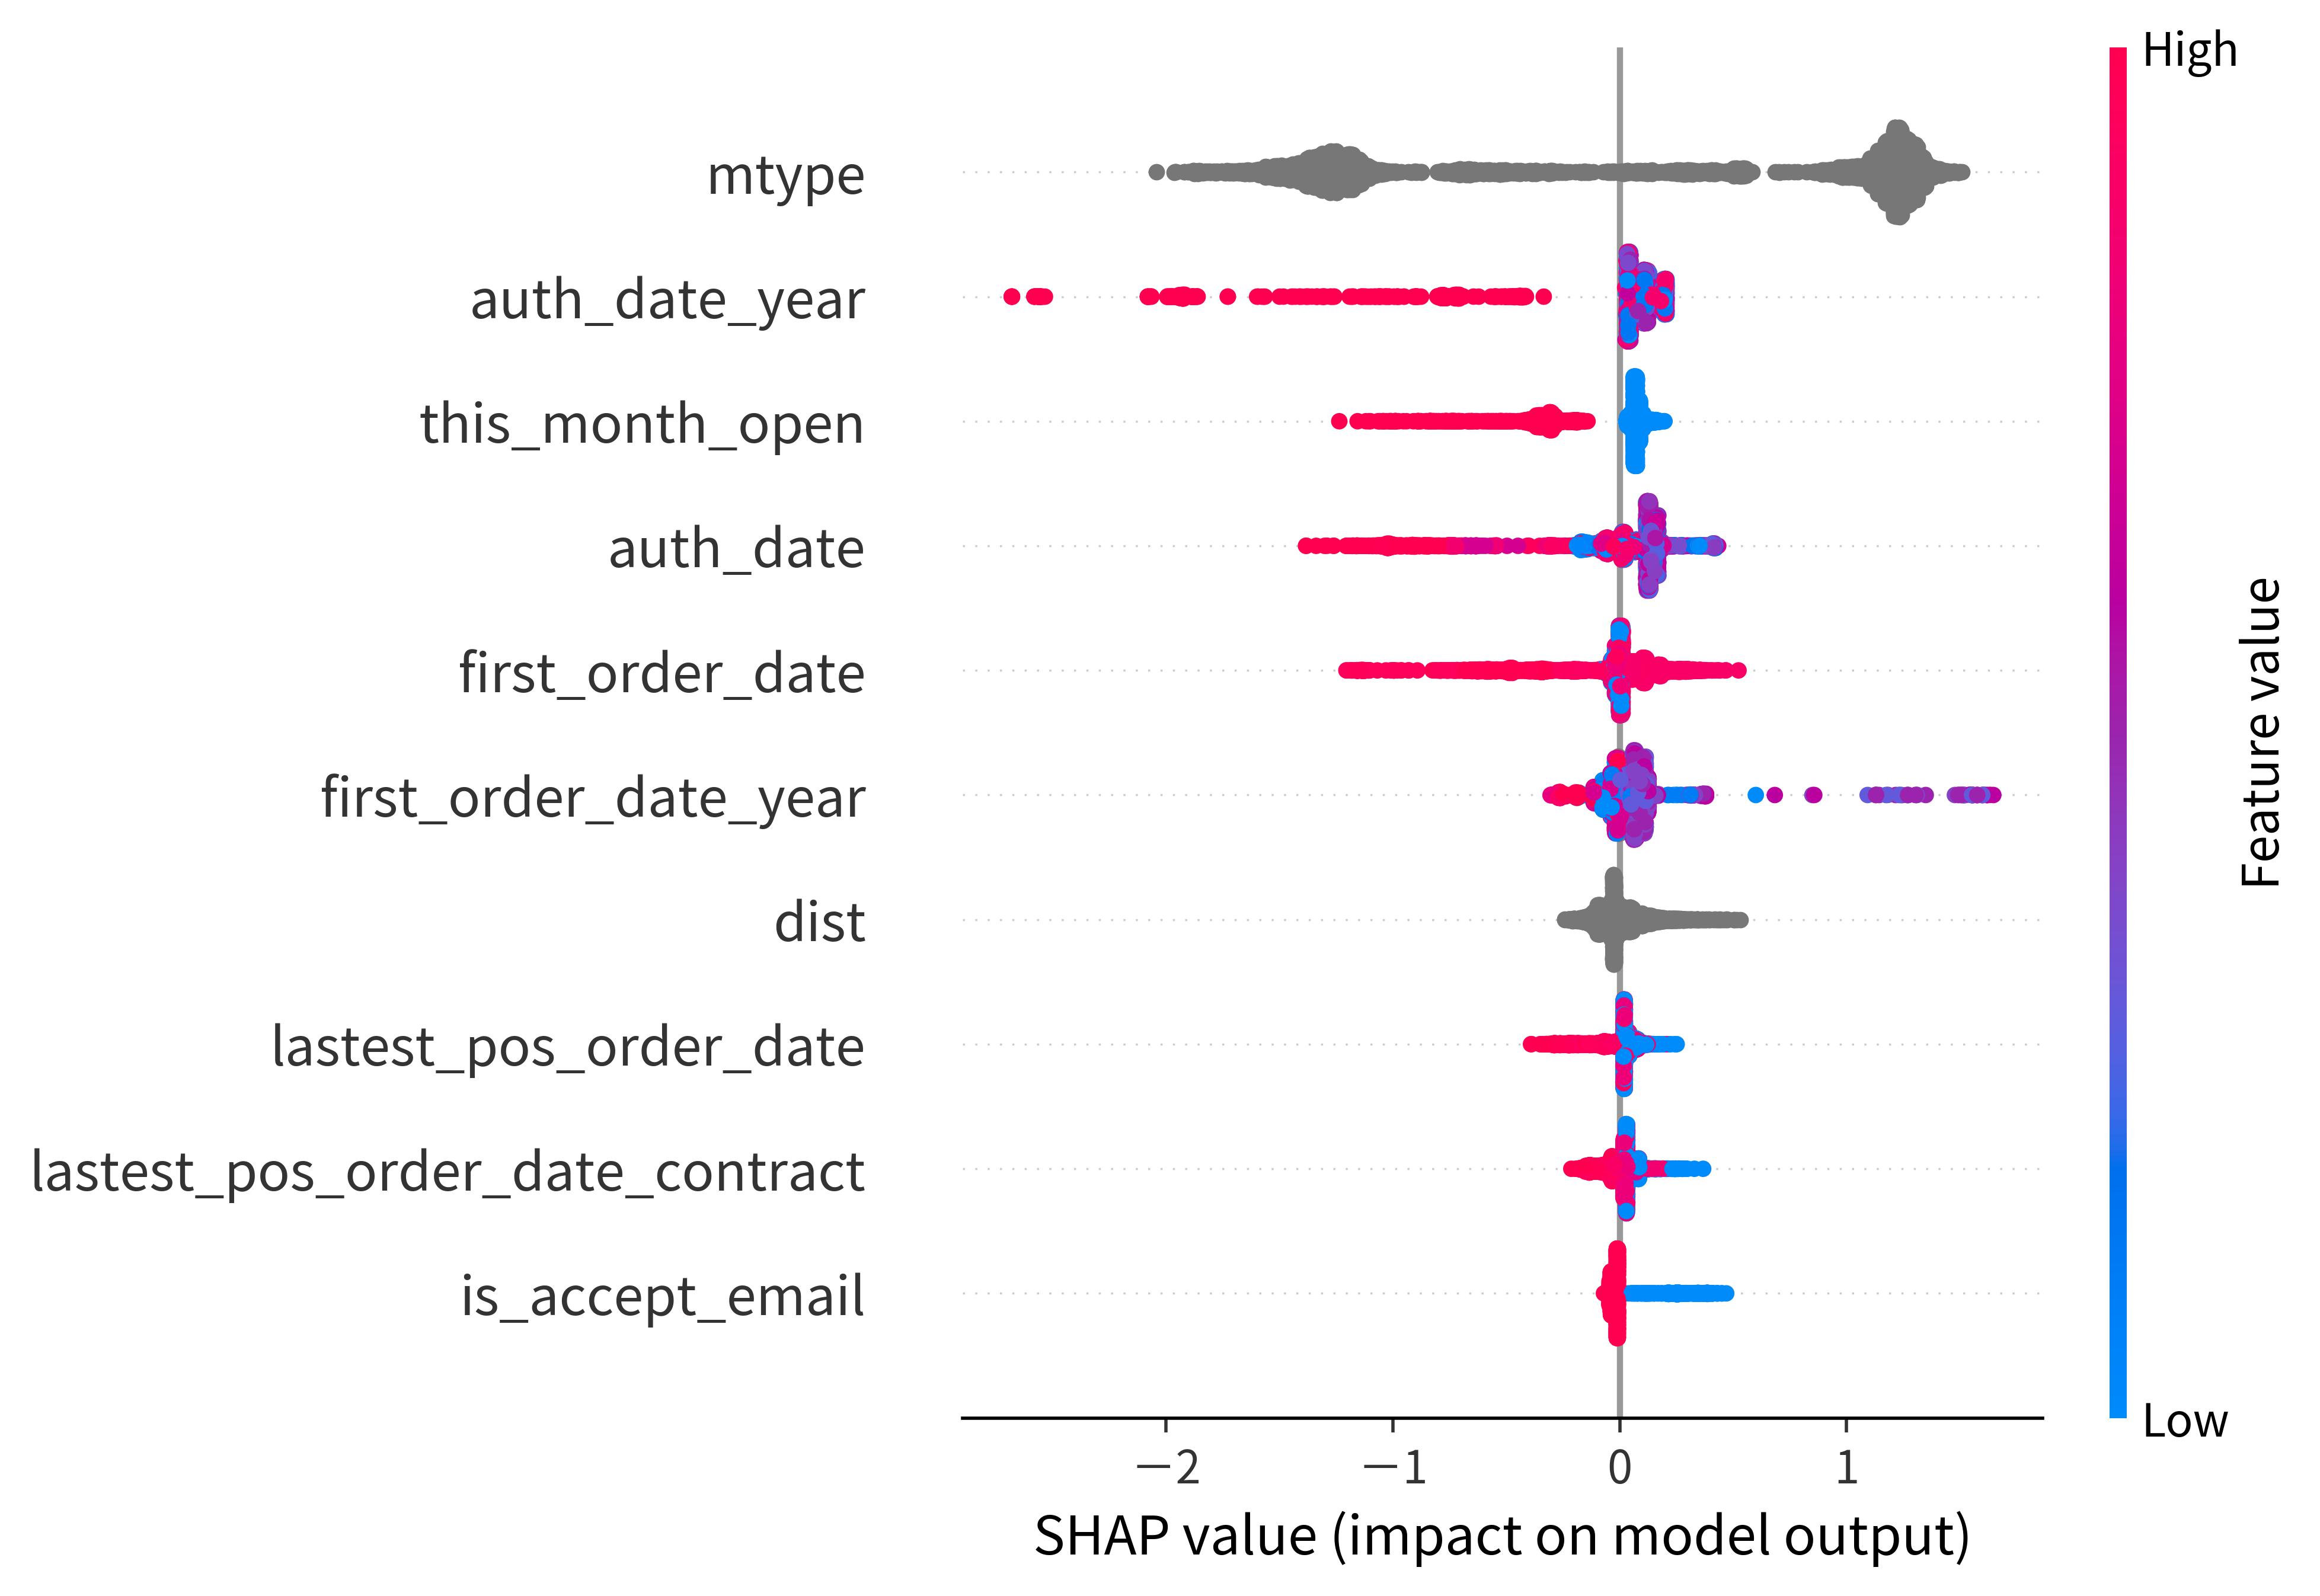 High
mtype
auth_date_year
this_month_open
auth_date
first_order_date
first_order_date_year
dist
lastest_pos_order_date
lastest_pos_order_date_contract
is_accept_email
Feature value
Low
−2 −1 0 1
SHAP value (impact on model output)